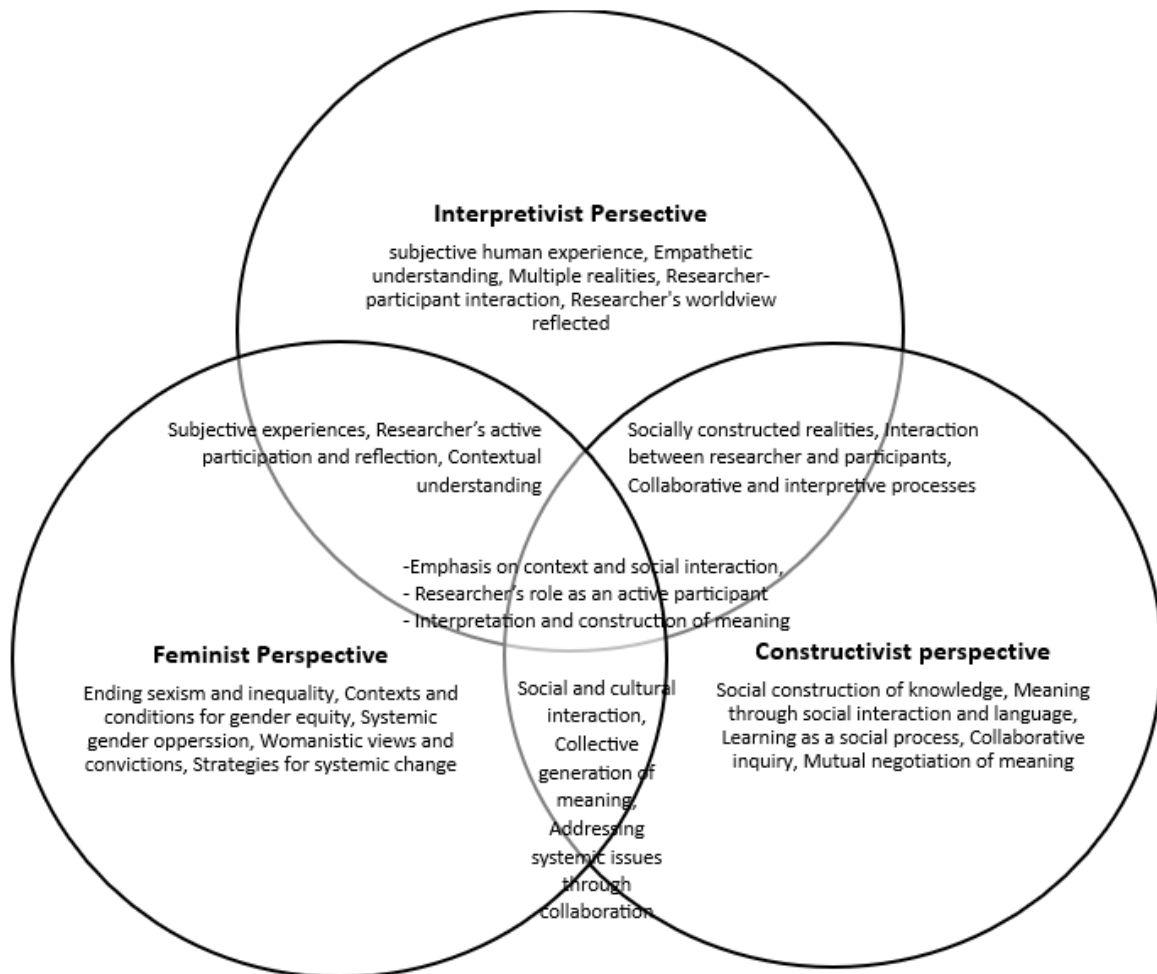 Interpretivist Persective
subjective human experience, Empathetic
understanding, Multiple realities, Researcher-
participant interaction, Researcher's worldview
reflected
Subjective experiences, Researcher’s active
participation and reflection, Contextual
understanding
Socially constructed realities, Interaction
between researcher and participants,
Collaborative and interpretive processes
-Emphasis on context and social interaction,
- Researcher’s role as an active participant
- Interpretation and construction of meaning
Feminist Perspective
Ending sexism and inequality, Contexts and
conditions for gender equity, Systemic
gender opperssion, Womanistic views and
convictions, Strategies for systemic change
Social and cultural
interaction,
Collective
generation of
meaning,
Addressing
systemic issues
through
collaboration
Constructivist perspective
Social construction of knowledge, Meaning
through social interaction and language,
Learning as a social process, Collaborative
inquiry, Mutual negotiation of meaning